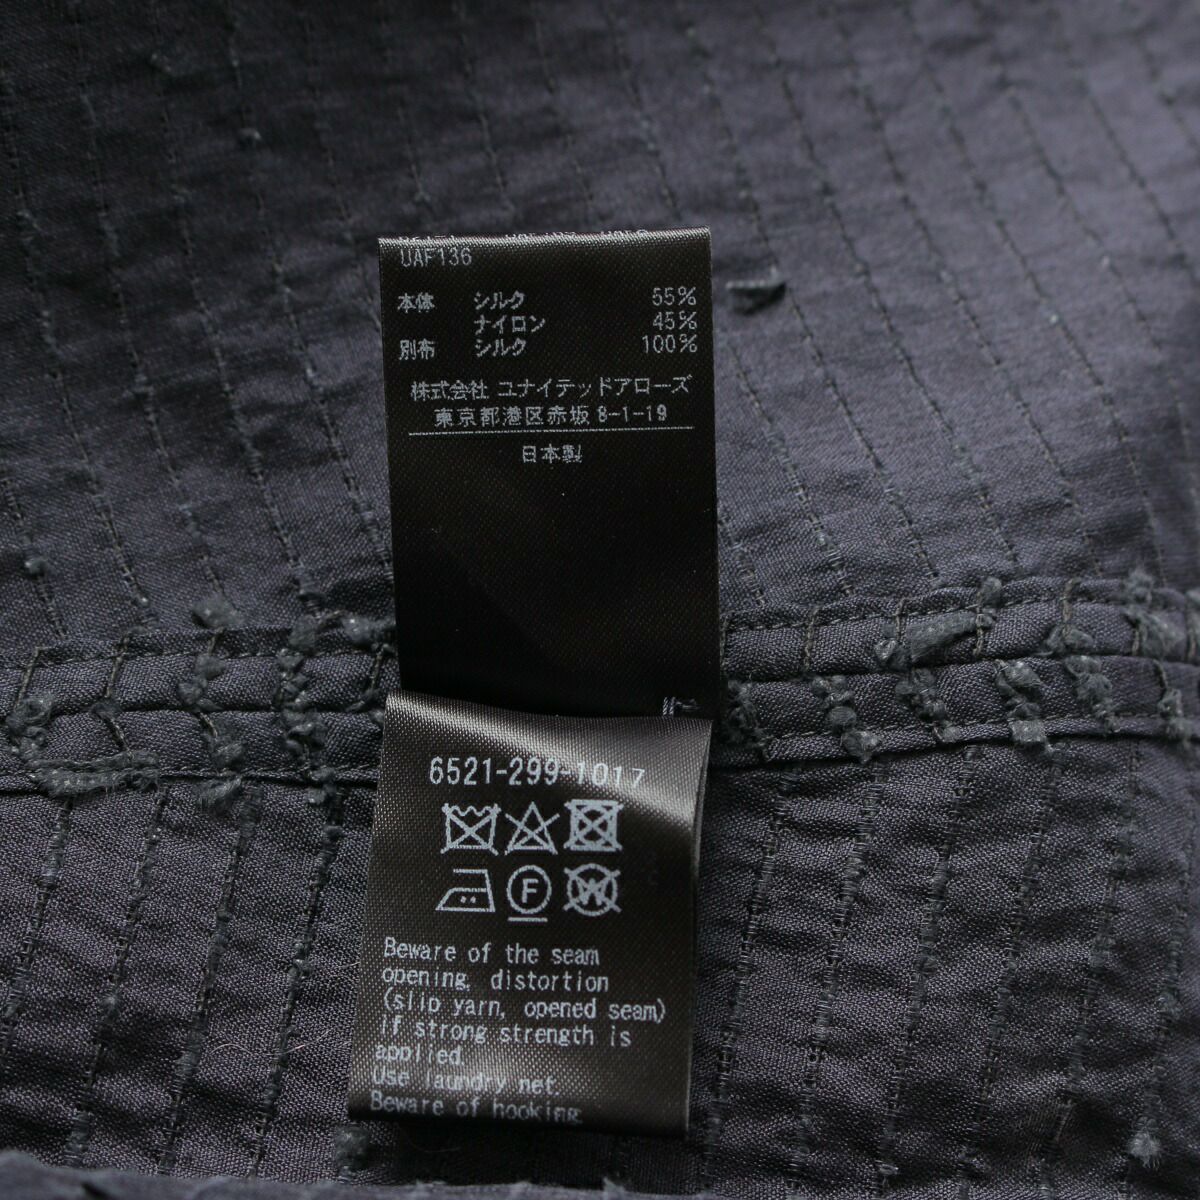 UAF136
本体 シルク 55%
ナイロン 45%
別布 シルク 100%
株式会社 ユナイテッドアローズ
東京都港区赤坂 8-1-19
日本製
6521-299-1017
F W
Beware of the seam
opening, distortion
(slip yarn, opened seam)
if strong strength is
applied.
Use laundry net.
Beware of hooking.